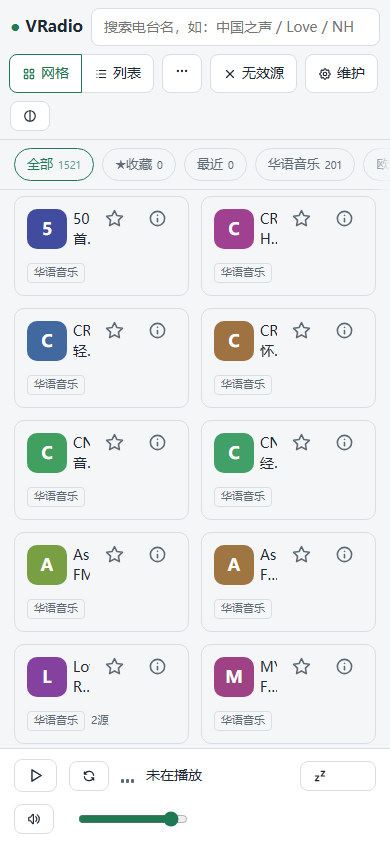 VRadio
搜索电台名，如：中国之声 / Love / NH
网格 列表 ··· 无效源 维护
全部 1521 ★收藏 0 最近 0 华语音乐 201 欧
5 50
首..
华语音乐
C CR
H...
华语音乐
C CR
轻..
华语音乐
C CR
怀..
华语音乐
C CN
音..
华语音乐
C CN
经..
华语音乐
A As
FM
华语音乐
A As
F...
华语音乐
L Lo
R...
华语音乐 2源
M MY
F...
华语音乐
... 未在播放 zZ